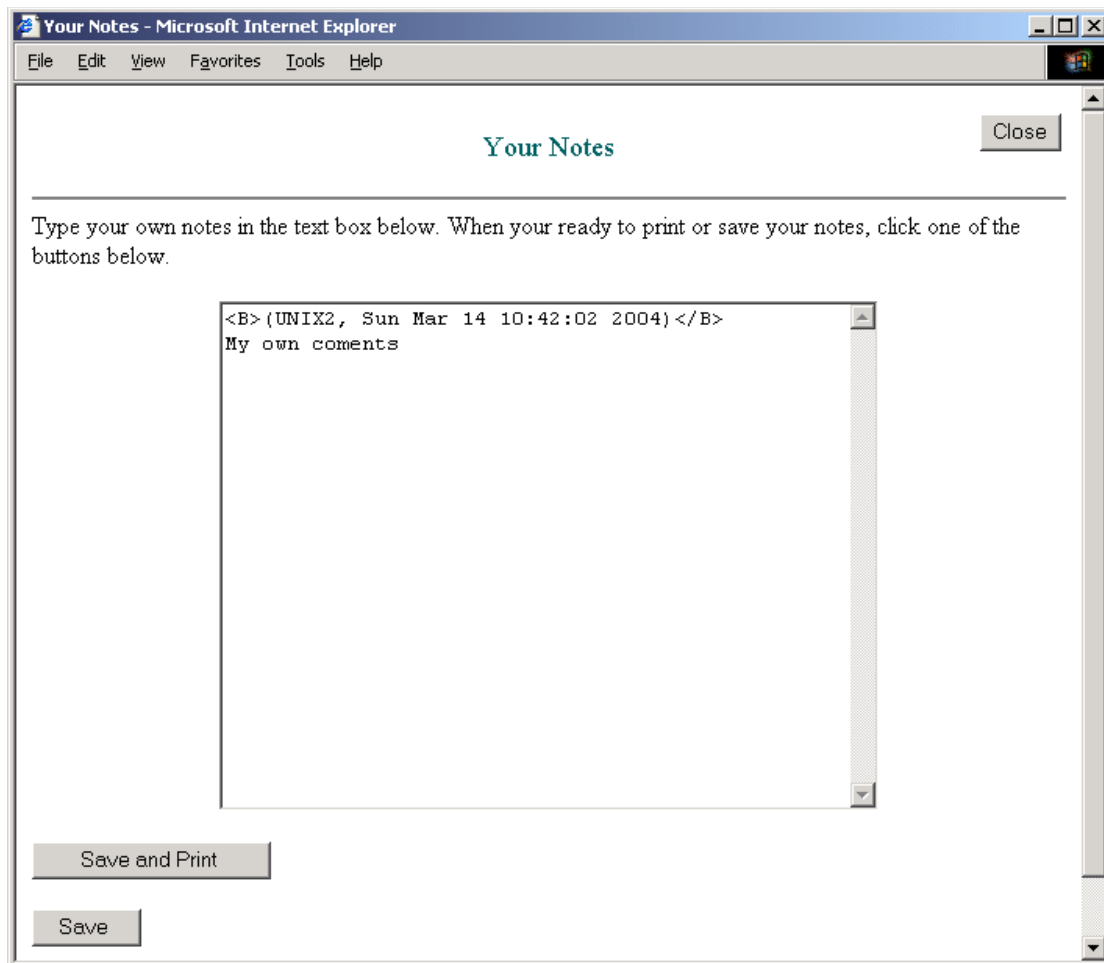 Your Notes - Microsoft Internet Explorer
File Edit View Favorites Tools Help
Close
Your Notes
Type your own notes in the text box below. When your ready to print or save your notes, click one of the
buttons below.
<B>(UNIX2, Sun Mar 14 10:42:02 2004)</B>
My own coments
Save and Print
Save